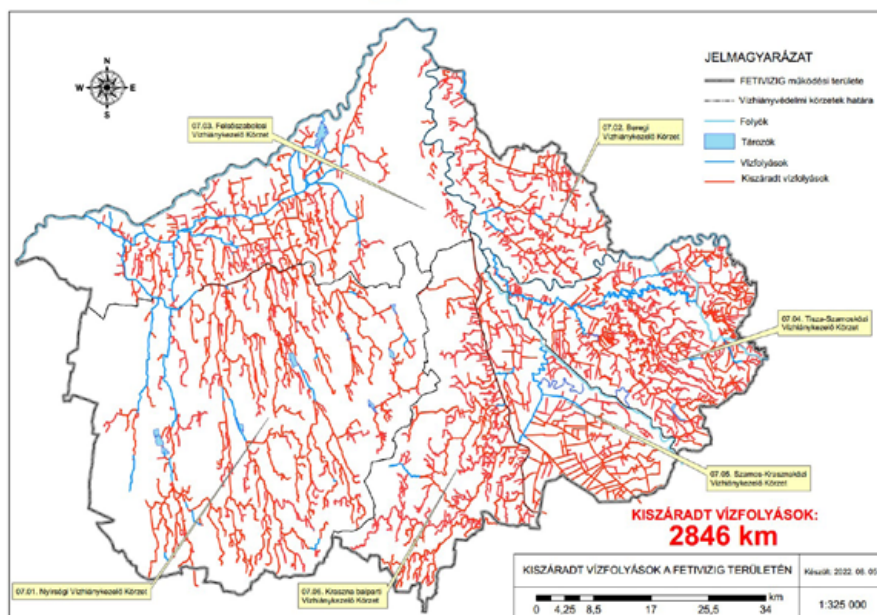 N
W E
S
JELMAGYARÁZAT
FETIVIZIG működési területe
Vízhiányvédelmi körzetek határa
Folyók
Tározók
Vízfolyások
Kiszáradt vízfolyások
07.03. Felsőszabolcsi
Vízhiánykezelő Körzet
07.02. Beregi
Vízhiánykezelő Körzet
07.04. Tisza-Szamosközi
Vízhiánykezelő Körzet
07.05. Szamos-Krasznaközi
Vízhiánykezelő Körzet
07.01. Nyírségi Vízhiánykezelő Körzet
07.06. Kraszna balparti
Vízhiánykezelő Körzet
KISZÁRADT VÍZFOLYÁSOK:
2846 km
KISZÁRADT VÍZFOLYÁSOK A FETIVIZIG TERÜLETÉN
Készült: 2022. 08. 05
km
0 4,25 8,5 17 25,5 34
1:325 000